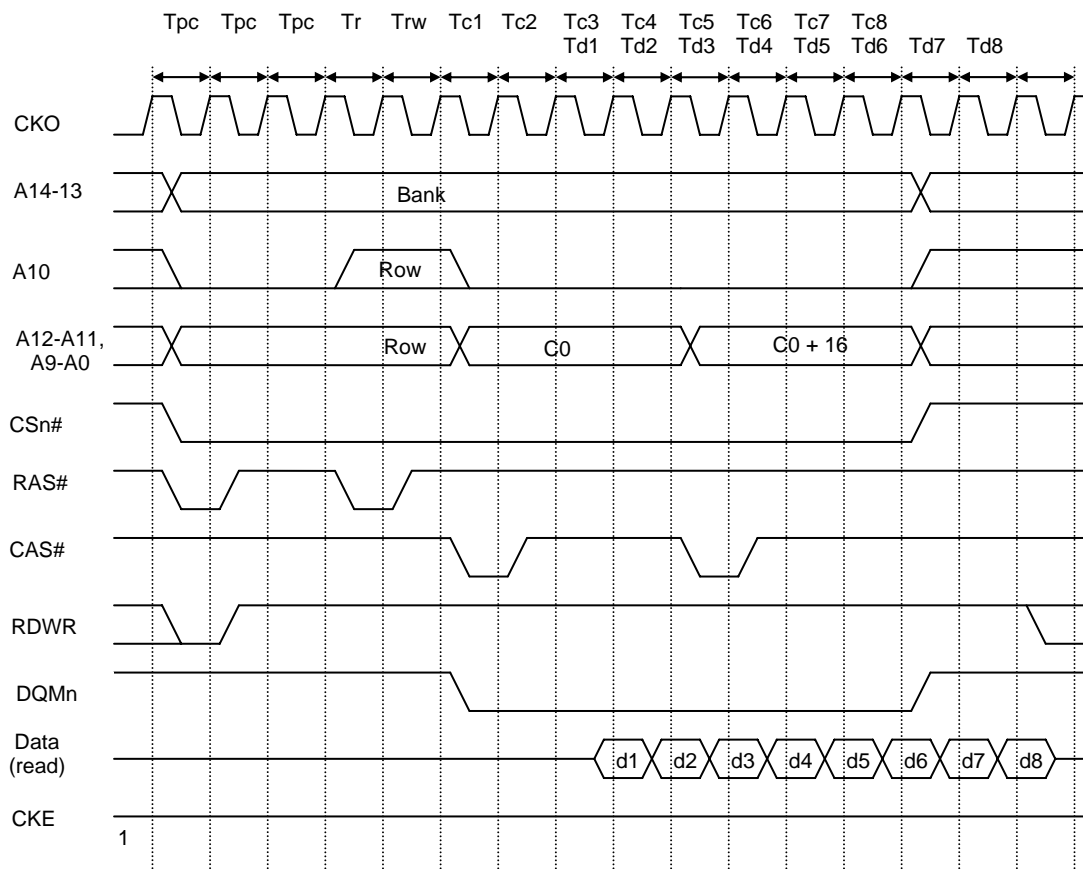 Tpc Tpc Tpc Tr Trw Tc1 Tc2 Tc3 Tc4 Tc5 Tc6 Tc7 Tc8
Td1 Td2 Td3 Td4 Td5 Td6 Td7 Td8
CKO
A14-13 Bank
A10 Row
A12-A11,
A9-A0
Row C0 C0 + 16
CSn#
RAS#
CAS#
RDWR
DQMn
Data
(read)
d1 d2 d3 d4 d5 d6 d7 d8
CKE
1